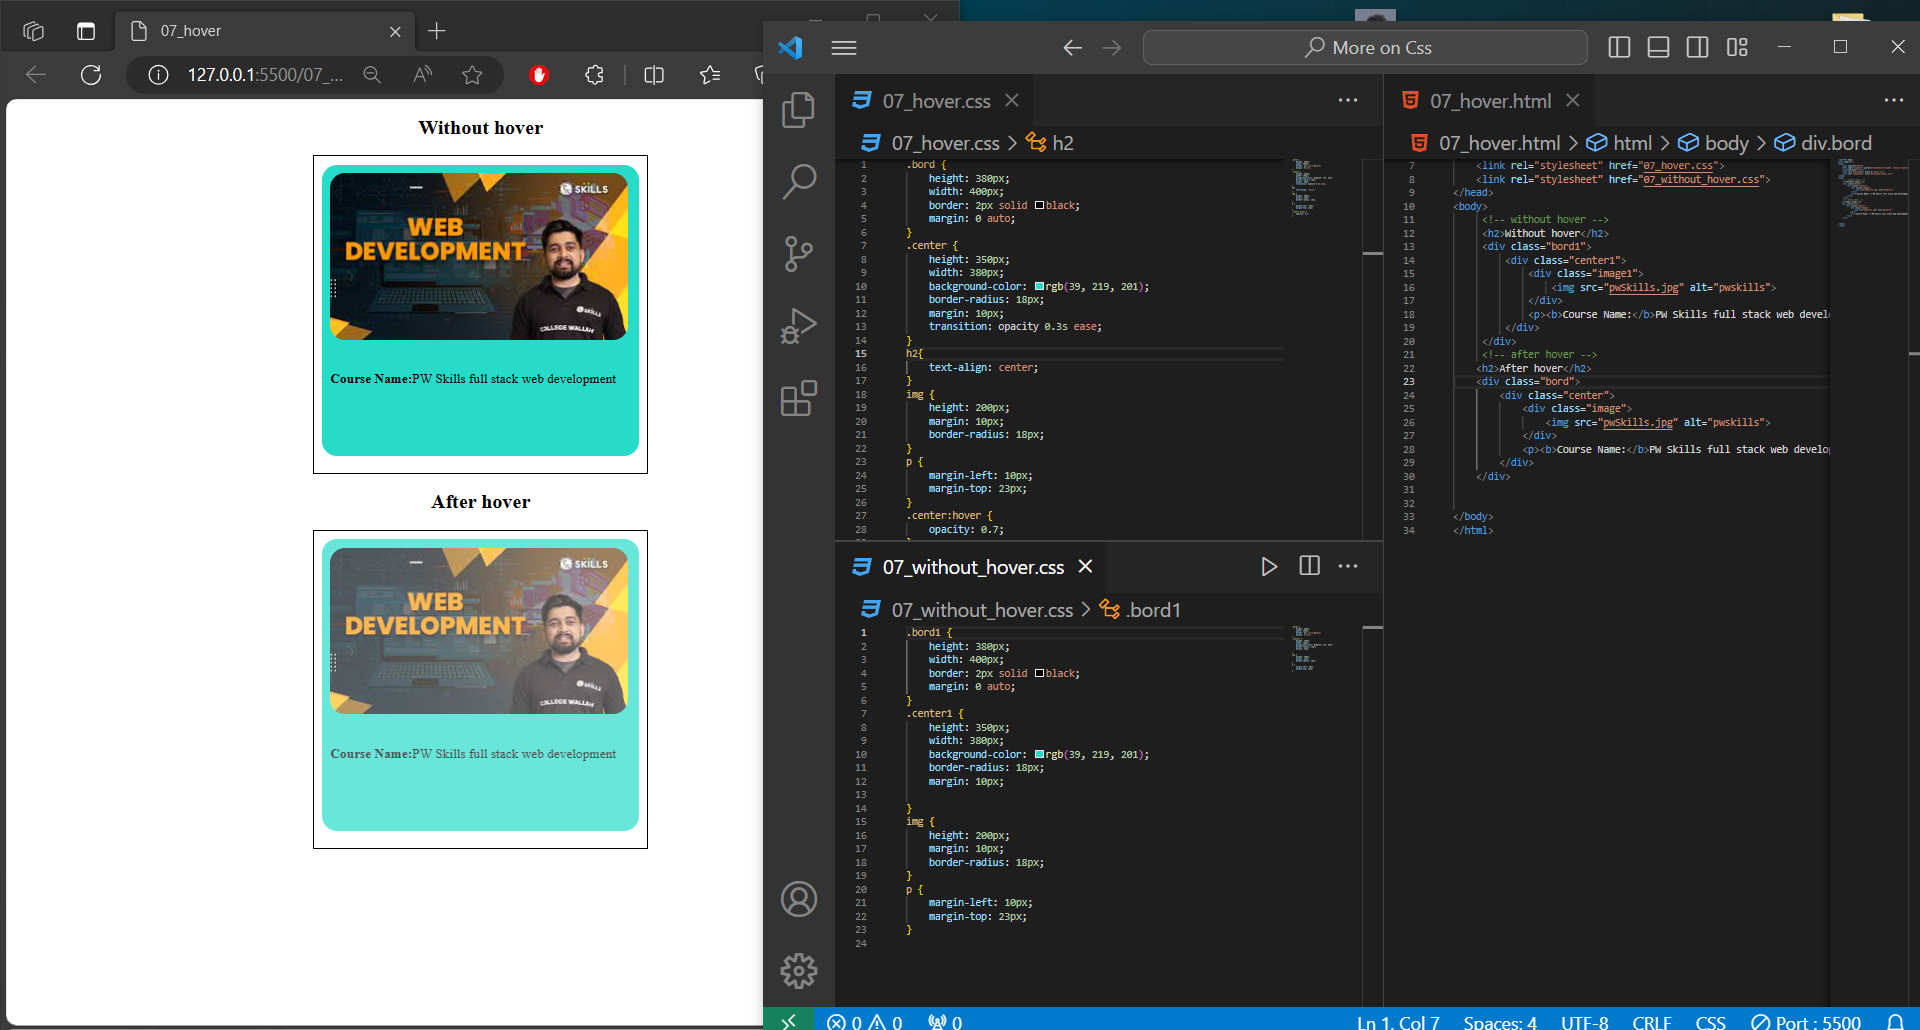 07_hover
127.0.0.1:5500/07_...
Without hover
SKILLS
WEB
DEVELOPMENT
SKILLS
COLLEGE WALLAH
Course Name:PW Skills full stack web development
After hover
SKILLS
WEB
DEVELOPMENT
SKILLS
COLLEGE WALLAH
Course Name:PW Skills full stack web development
More on Css
07_hover.css
07_hover.css > h2
1 .bord {
2 height: 380px;
3 width: 400px;
4 border: 2px solid black;
5 margin: 0 auto;
6 }
7 .center {
8 height: 350px;
9 width: 380px;
10 background-color: rgb(39, 219, 201);
11 border-radius: 18px;
12 margin: 10px;
13 transition: opacity 0.3s ease;
14 }
15 h2{
16 text-align: center;
17 }
18 img {
19 height: 200px;
20 margin: 10px;
21 border-radius: 18px;
22 }
23 p {
24 margin-left: 10px;
25 margin-top: 23px;
26 }
27 .center:hover {
28 opacity: 0.7;
07_without_hover.css
07_without_hover.css > .bord1
1 .bord1 {
2 height: 380px;
3 width: 400px;
4 border: 2px solid black;
5 margin: 0 auto;
6 }
7 .center1 {
8 height: 350px;
9 width: 380px;
10 background-color: rgb(39, 219, 201);
11 border-radius: 18px;
12 margin: 10px;
13
14 }
15 img {
16 height: 200px;
17 margin: 10px;
18 border-radius: 18px;
19 }
20 p {
21 margin-left: 10px;
22 margin-top: 23px;
23 }
24
07_hover.html
07_hover.html > html > body > div.bord
7 <link rel="stylesheet" href="07_hover.css">
8 <link rel="stylesheet" href="07_without_hover.css">
9 </head>
10 <body>
11 <!-- without hover -->
12 <h2>Without hover</h2>
13 <div class="bord1">
14 <div class="center1">
15 <div class="image1">
16 <img src="pwSkills.jpg" alt="pwskills">
17 </div>
18 <p><b>Course Name:</b>PW Skills full stack web devel
19 </div>
20 </div>
21 <!-- after hover -->
22 <h2>After hover</h2>
23 <div class="bord">
24 <div class="center">
25 <div class="image">
26 <img src="pwSkills.jpg" alt="pwskills">
27 </div>
28 <p><b>Course Name:</b>PW Skills full stack web develo
29 </div>
30 </div>
31
32
33 </body>
34 </html>
0 0 0 Ln 1, Col 7 Spaces: 4 UTF-8 CRLF CSS Port : 5500